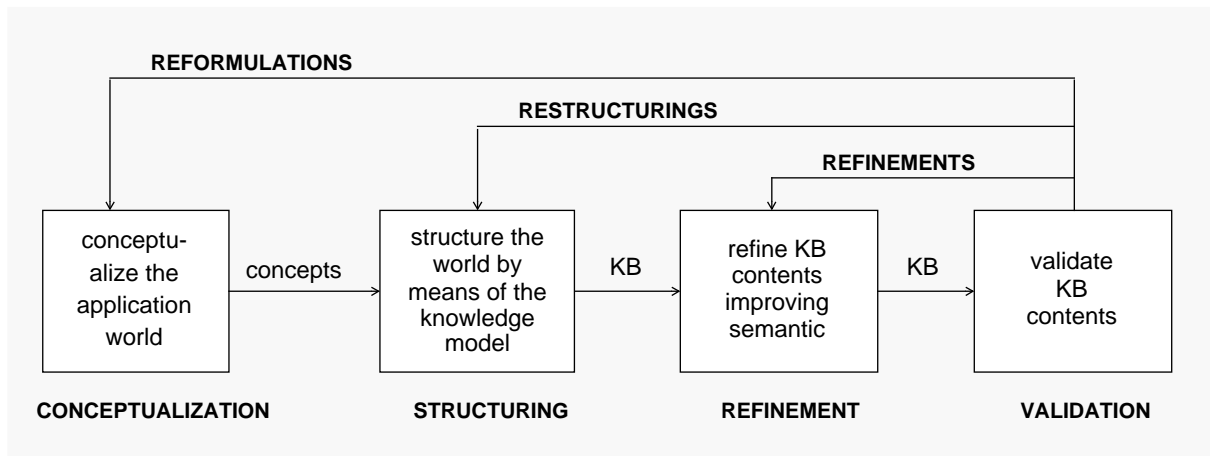 REFORMULATIONS
RESTRUCTURINGS
REFINEMENTS
conceptu-
alize the
application
world
concepts
structure the
world by
means of the
knowledge
model
KB
refine KB
contents
improving
semantic
KB
validate
KB
contents
CONCEPTUALIZATION
STRUCTURING
REFINEMENT
VALIDATION